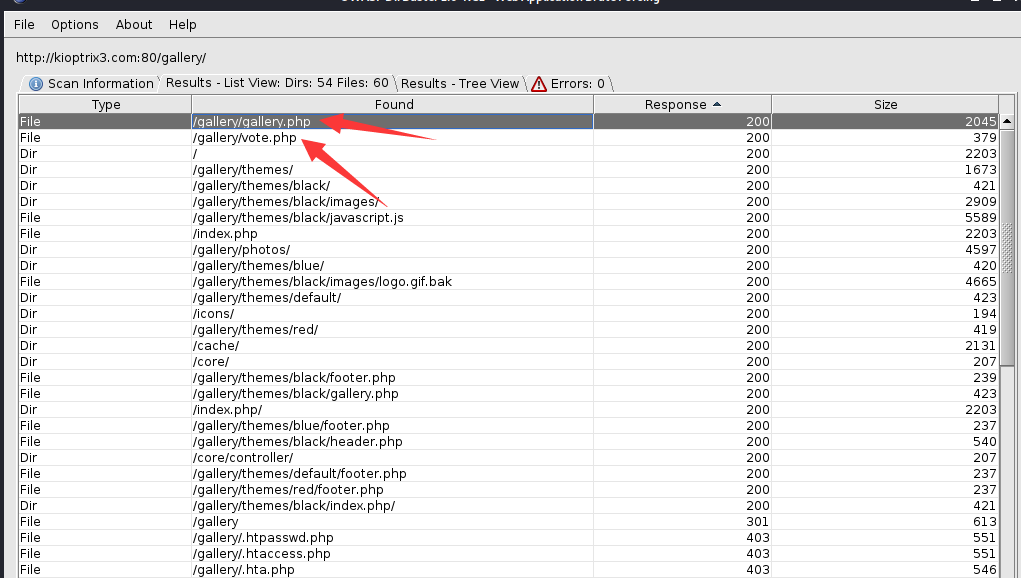 File Options About Help
http://kioptrix3.com:80/gallery/
Scan Information Results - List View: Dirs: 54 Files: 60 Results - Tree View Errors: 0
Type Found Response Size
File /gallery/gallery.php 200 2045
File /gallery/vote.php 200 379
Dir / 200 2203
Dir /gallery/themes/ 200 1673
Dir /gallery/themes/black/ 200 421
Dir /gallery/themes/black/images/ 200 2909
File /gallery/themes/black/javascript.js 200 5589
File /index.php 200 2203
Dir /gallery/photos/ 200 4597
Dir /gallery/themes/blue/ 200 420
File /gallery/themes/black/images/logo.gif.bak 200 4665
Dir /gallery/themes/default/ 200 423
Dir /icons/ 200 194
Dir /gallery/themes/red/ 200 419
Dir /cache/ 200 2131
Dir /core/ 200 207
File /gallery/themes/black/footer.php 200 239
File /gallery/themes/black/gallery.php 200 423
Dir /index.php/ 200 2203
File /gallery/themes/blue/footer.php 200 237
File /gallery/themes/black/header.php 200 540
Dir /core/controller/ 200 207
File /gallery/themes/default/footer.php 200 237
File /gallery/themes/red/footer.php 200 237
Dir /gallery/themes/black/index.php/ 200 421
File /gallery 301 613
File /gallery/.htpasswd.php 403 551
File /gallery/.htaccess.php 403 551
File /gallery/.hta.php 403 546